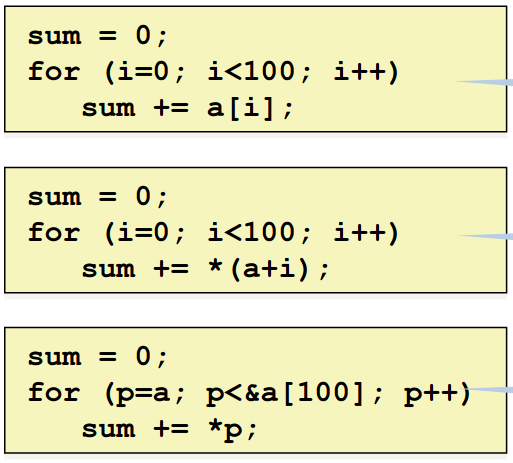 sum = 0;
for (i=0; i<100; i++)
sum += a[i];
sum = 0;
for (i=0; i<100; i++)
sum += *(a+i);
sum = 0;
for (p=a; p<&a[100]; p++)
sum += *p;